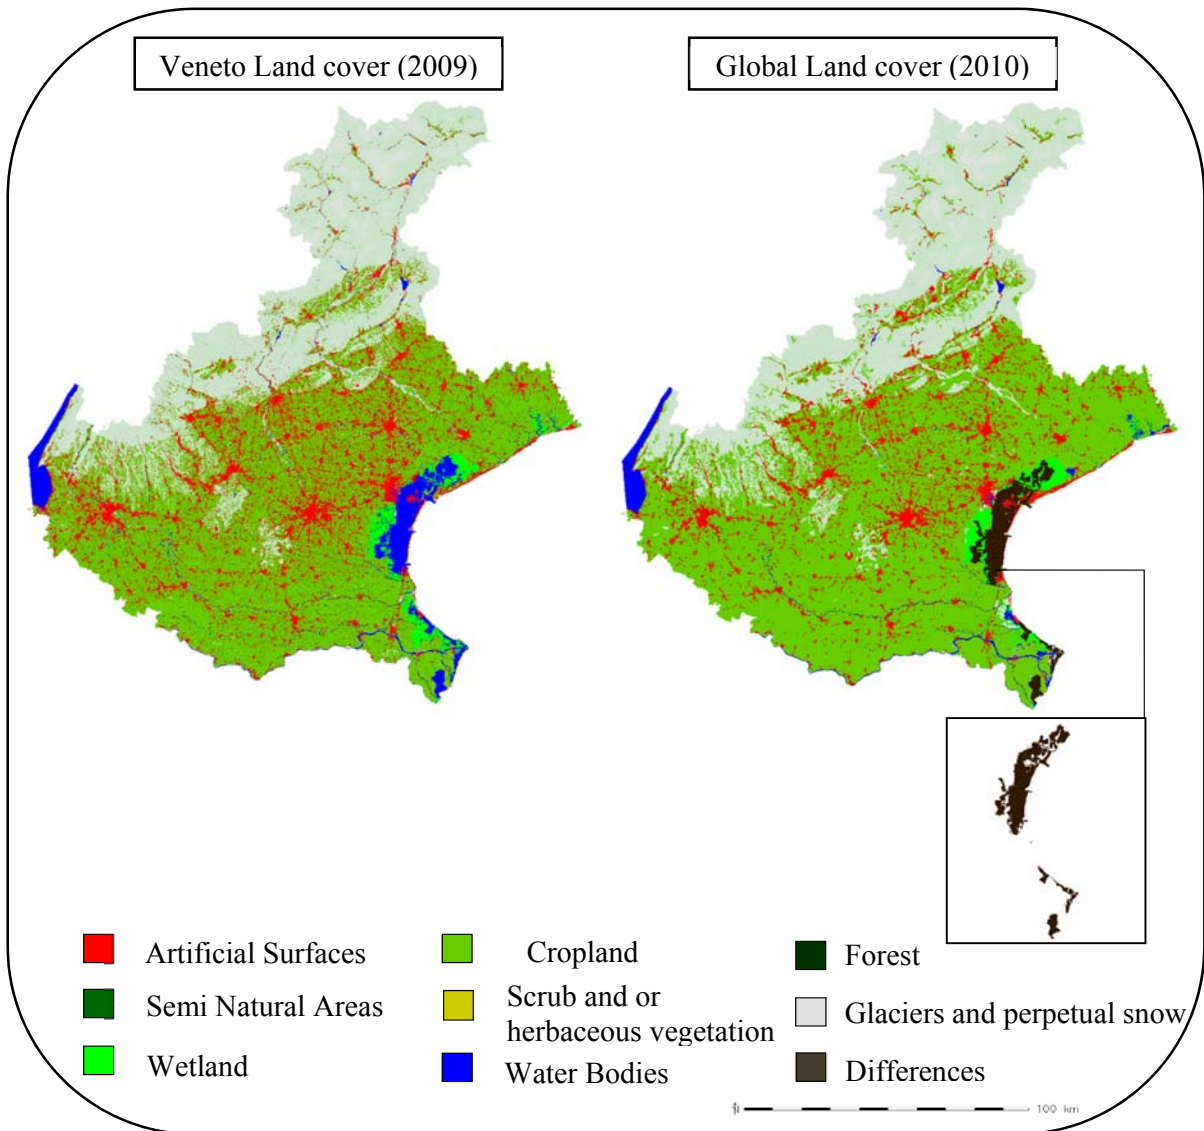 Veneto Land cover (2009)
Global Land cover (2010)
Artificial Surfaces
Cropland
Forest
Semi Natural Areas
Scrub and or
herbaceous vegetation
Glaciers and perpetual snow
Wetland
Water Bodies
Differences
100 km